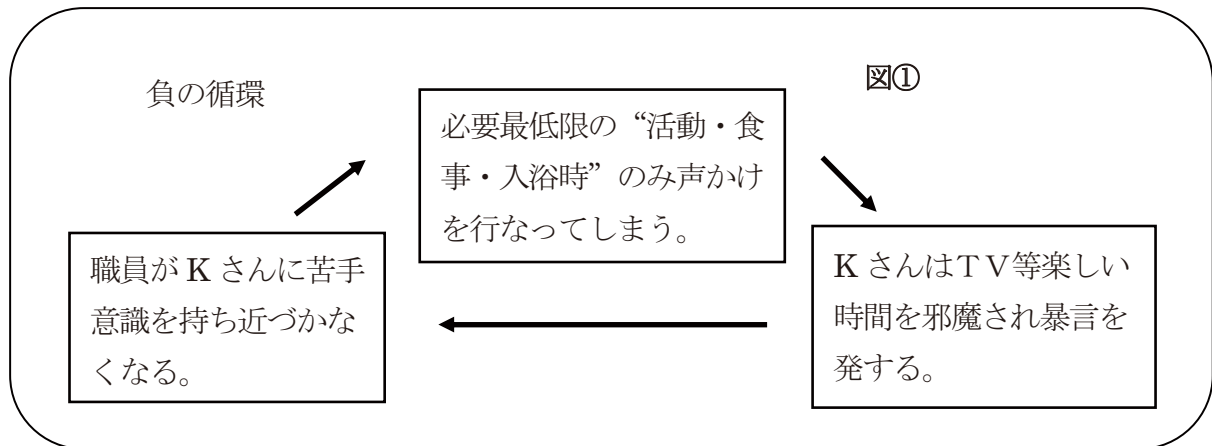 負の循環
図①
必要最低限の“活動・食
事・入浴時”のみ声かけ
を行なってしまう。
職員が K さんに苦手
意識を持ち近づかな
くなる。
K さんはＴＶ等楽しい
時間を邪魔され暴言を
発する。